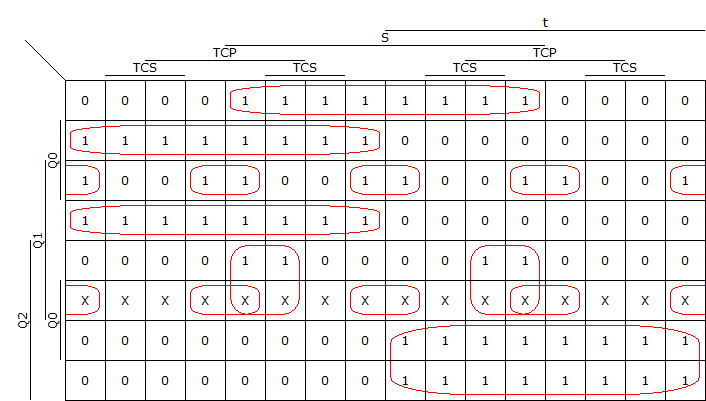 t
S
TCP TCP
TCS TCS TCS TCS
0 0 0 0 1 1 1 1 1 1 1 1 0 0 0 0
1 1 1 1 1 1 1 1 0 0 0 0 0 0 0 0
Q0
1 0 0 1 1 0 0 1 1 0 0 1 1 0 0 1
1 1 1 1 1 1 1 1 0 0 0 0 0 0 0 0
Q1
0 0 0 0 1 1 0 0 0 0 1 1 0 0 0 0
X X X X X X X X X X X X X X X X
Q2 Q0
0 0 0 0 0 0 0 0 1 1 1 1 1 1 1 1
0 0 0 0 0 0 0 0 1 1 1 1 1 1 1 1